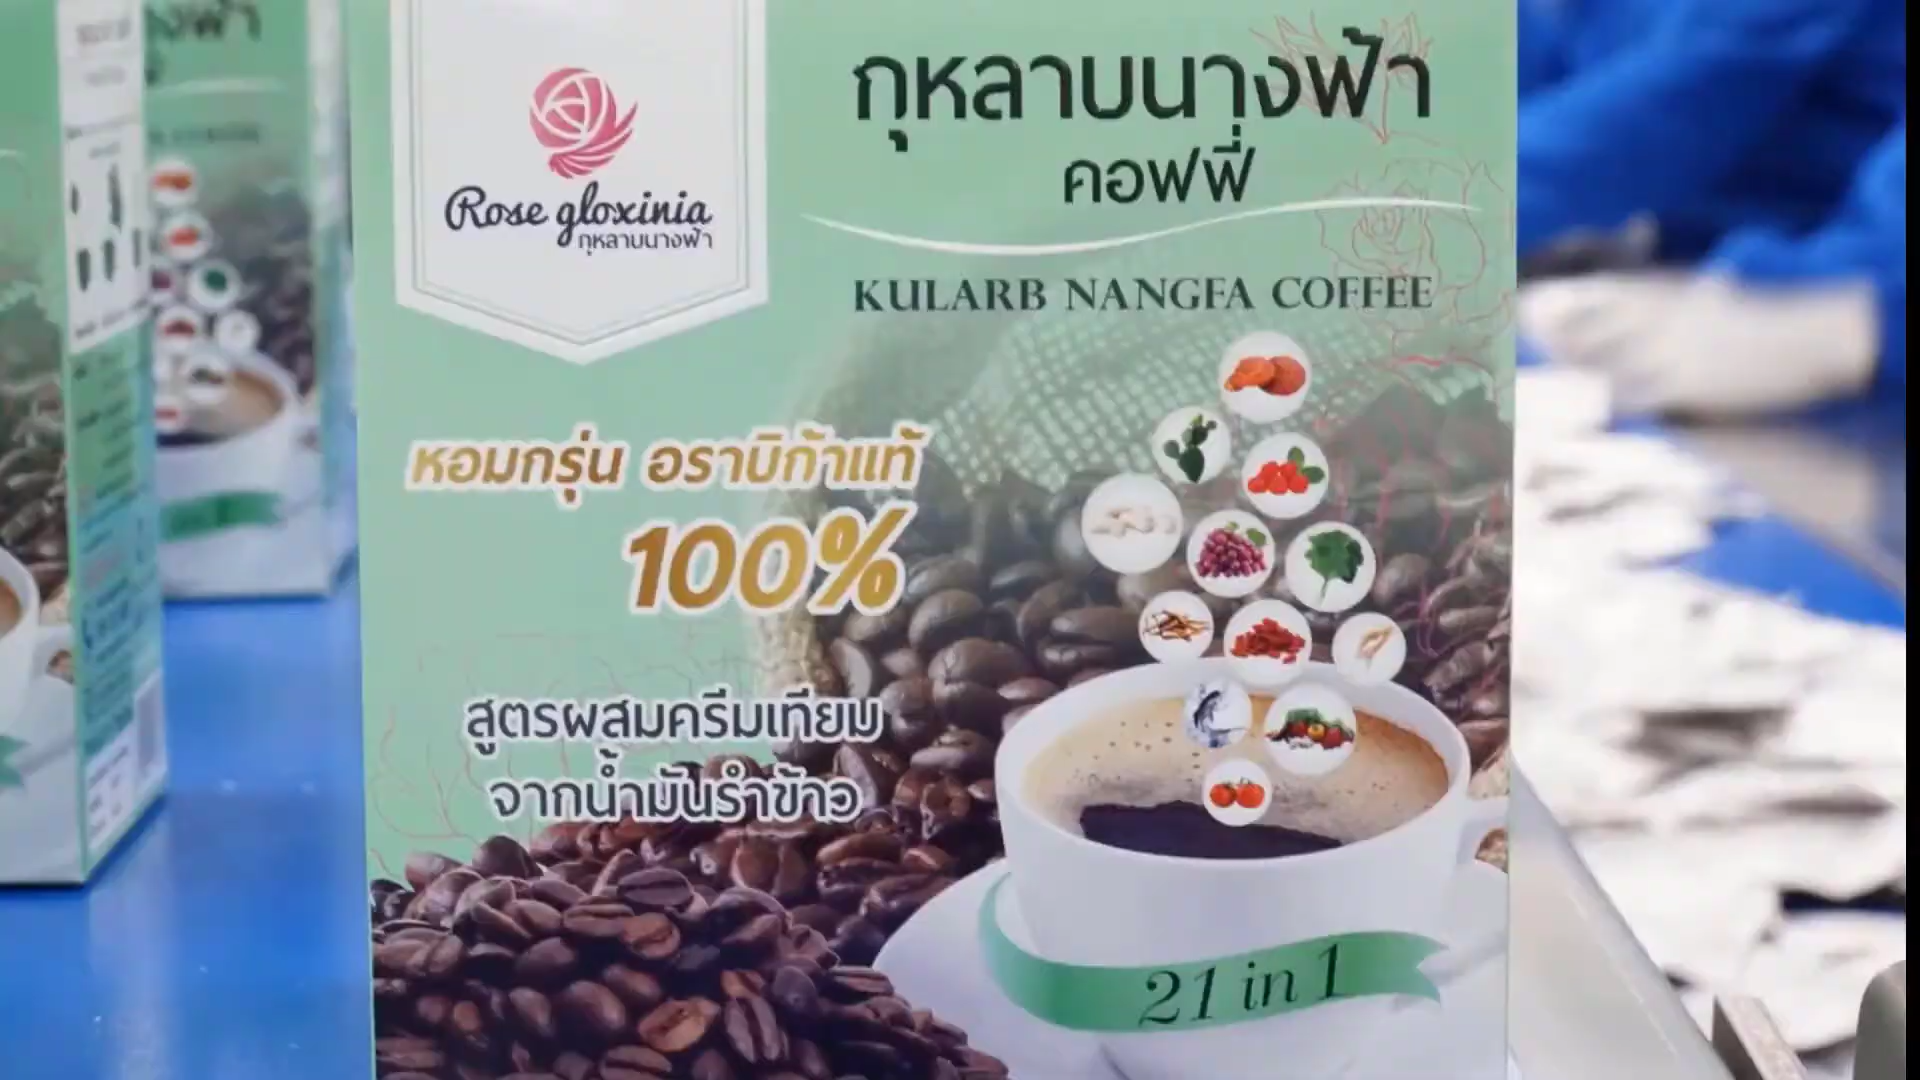 Rose gloxinia
กุหลาบนางฟ้า
กุหลาบนางฟ้า
คอฟฟี่
KULARB NANGFA COFFEE
หอมกรุ่น อราบิก้าแท้
100%
สูตรผสมครีมเทียม
จากน้ำมันรำข้าว
21 in 1